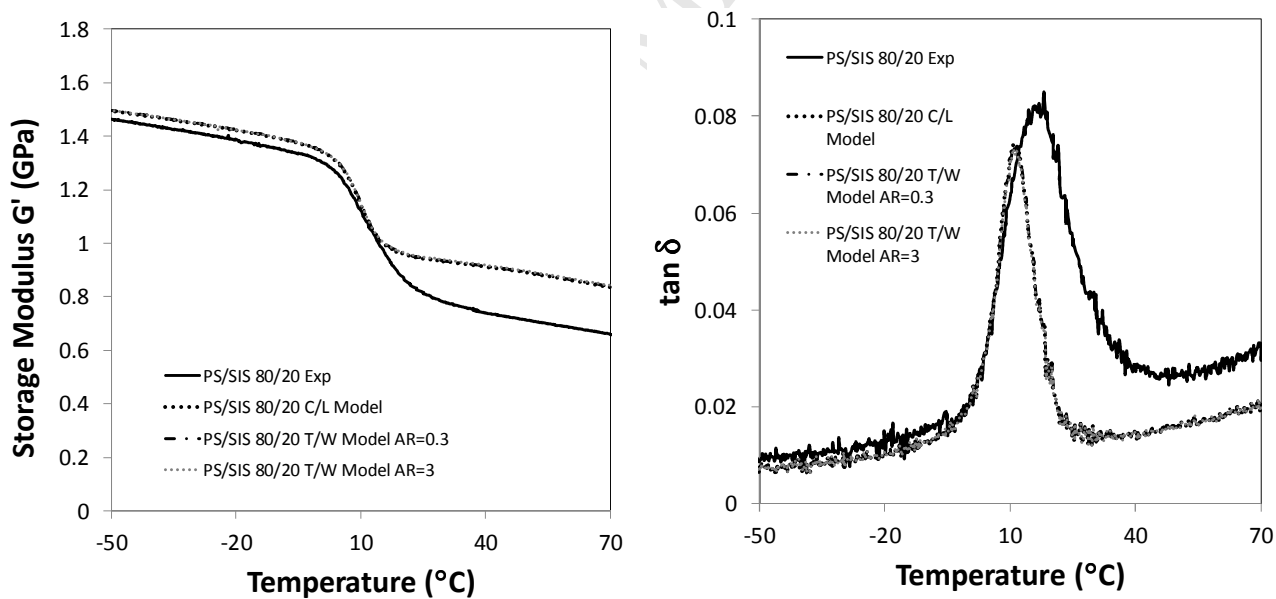 Storage Modulus G' (GPa)
1.8
1.6
1.4
1.2
1
0.8
0.6
0.4
0.2
0
-50
-20
10
40
70
Temperature (°C)
PS/SIS 80/20 Exp
PS/SIS 80/20 C/L Model
PS/SIS 80/20 T/W Model AR=0.3
PS/SIS 80/20 T/W Model AR=3
tan δ
0.1
0.08
0.06
0.04
0.02
0
-50
-20
10
40
70
Temperature (°C)
PS/SIS 80/20 Exp
PS/SIS 80/20 C/L
Model
PS/SIS 80/20 T/W
Model AR=0.3
PS/SIS 80/20 T/W
Model AR=3